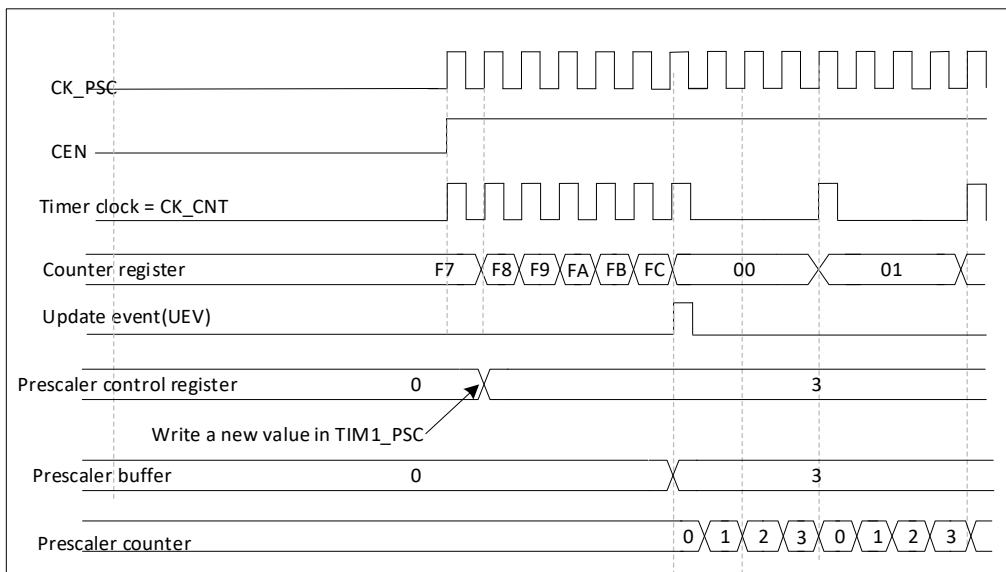 CK_PSC
CEN
Timer clock = CK_CNT
Counter register F7 F8 F9 FA FB FC 00 01
Update event(UEV)
Prescaler control register 0 3
Write a new value in TIM1_PSC
Prescaler buffer 0 3
Prescaler counter 0 1 2 3 0 1 2 3